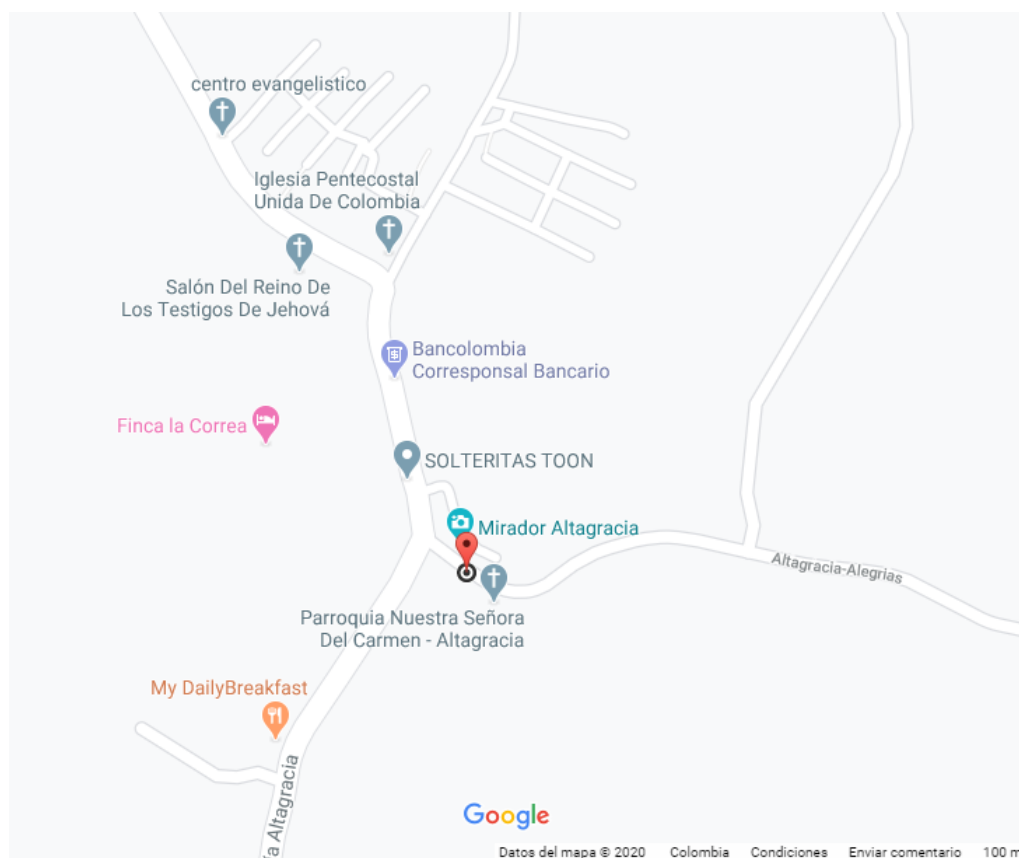 centro evangelistico
Iglesia Pentecostal
Unida De Colombia
Salón Del Reino De
Los Testigos De Jehová
Bancolombia
Corresponsal Bancario
Finca la Correa
SOLTERITAS TOON
Mirador Altagracia
Altagracia-Alegrias
Parroquia Nuestra Señora
Del Carmen - Altagracia
My DailyBreakfast
Altagracia
Google
Datos del mapa © 2020 Colombia Condiciones Enviar comentario 100 m